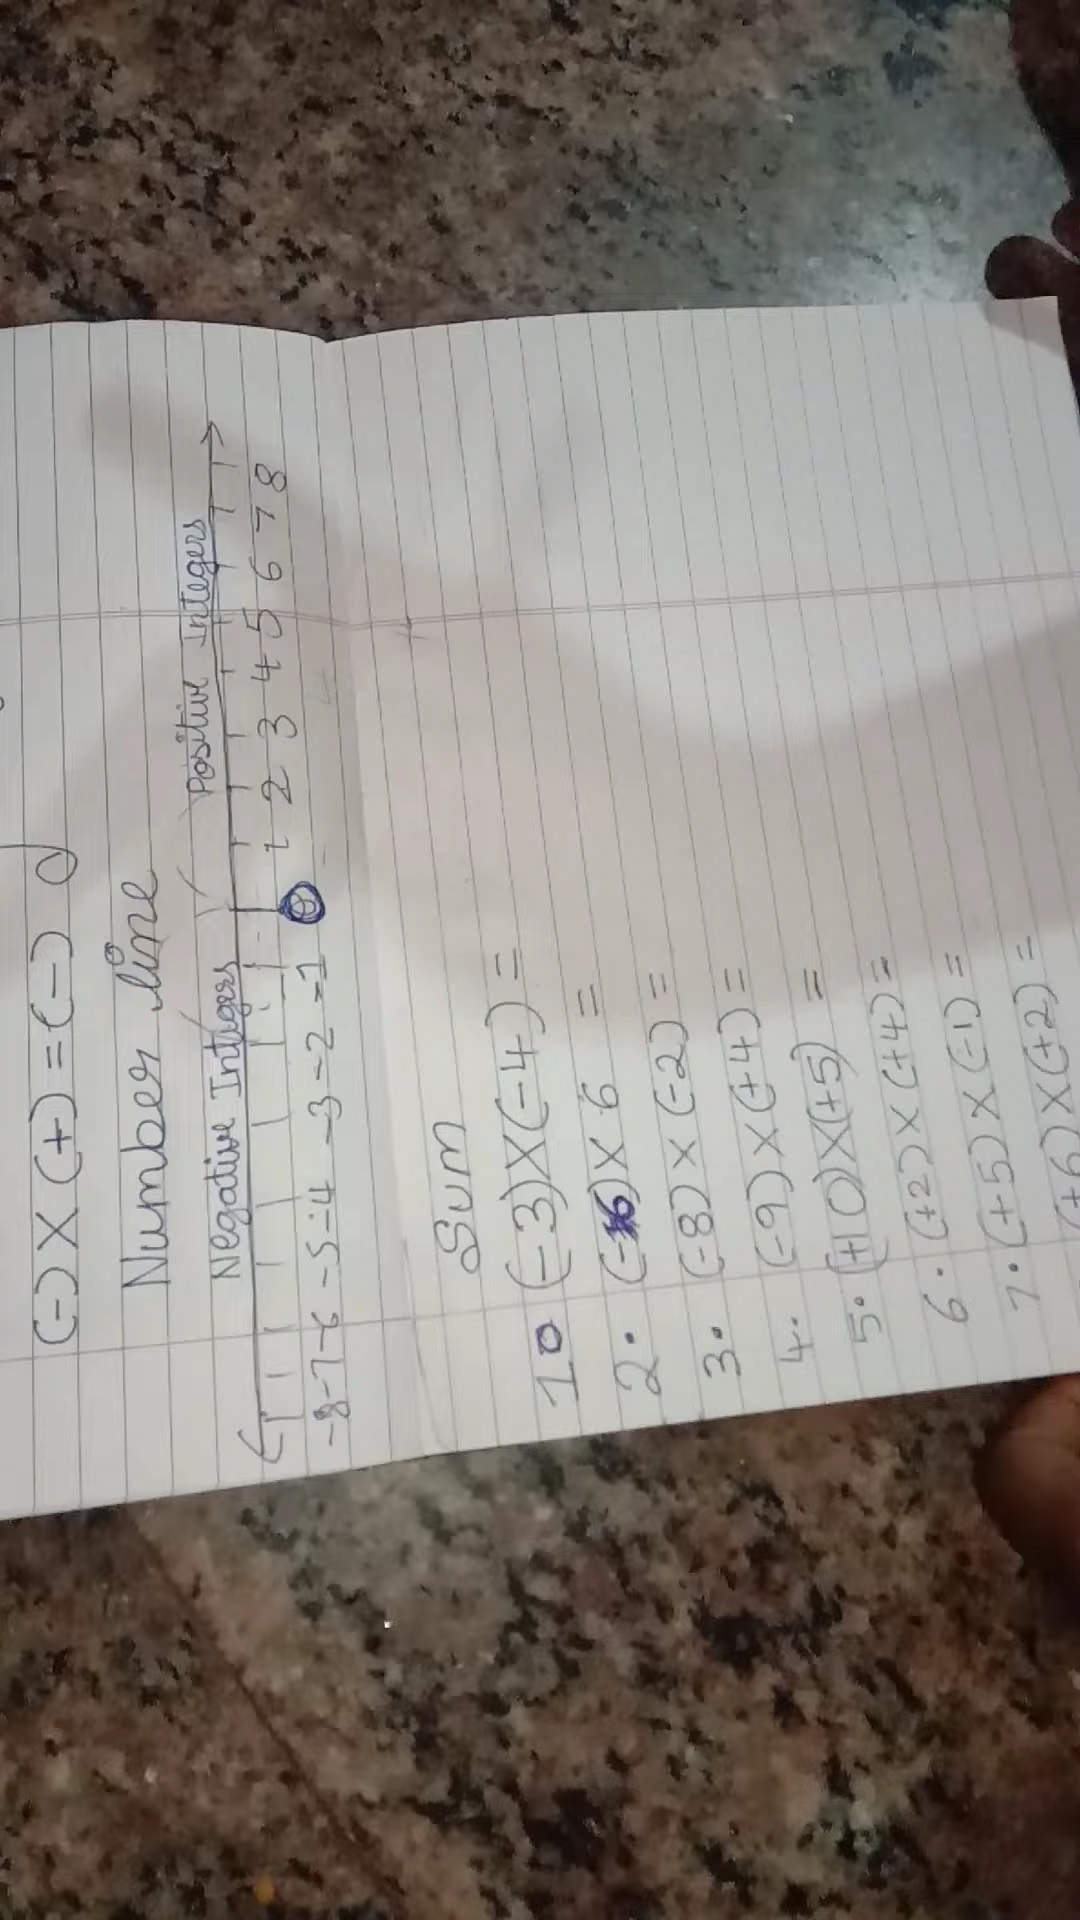 (-) X (+) = (-)
Number line
Negative Integers Positive Integers
-8 -7 -6 -5 -4 -3 -2 -1 0 1 2 3 4 5 6 7 8
Sum
1. (-3) X (-4) =
2. (-6) X 6 =
3. (-8) X (-2) =
4. (-9) X (+4) =
5. (+10) X (+5) =
6. (+2) X (+4) =
7. (+5) X (-1) =
(+6) X (+2) =